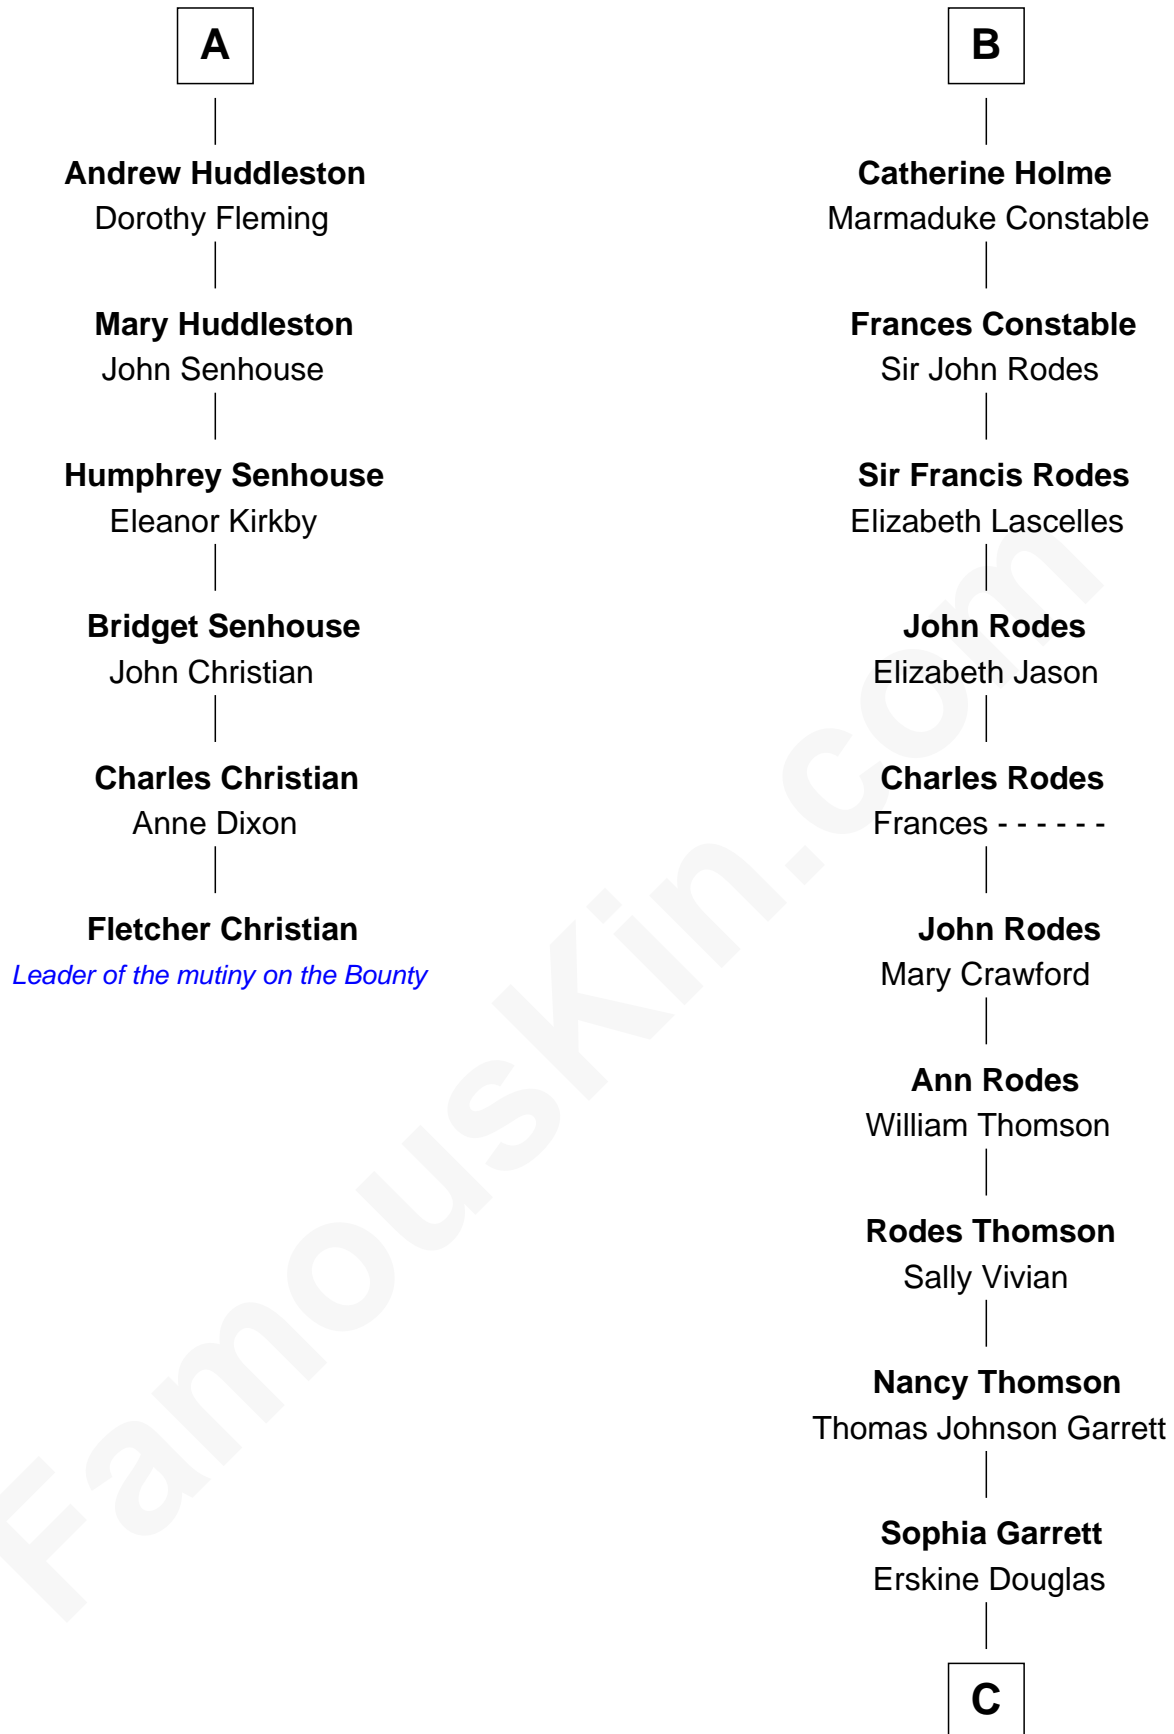 A
Andrew Huddleston
Dorothy Fleming
Mary Huddleston
John Senhouse
Humphrey Senhouse
Eleanor Kirkby
Bridget Senhouse
John Christian
Charles Christian
Anne Dixon
Fletcher Christian
Leader of the mutiny on the Bounty
B
Catherine Holme
Marmaduke Constable
Frances Constable
Sir John Rodes
Sir Francis Rodes
Elizabeth Lascelles
John Rodes
Elizabeth Jason
Charles Rodes
Frances - - - - - -
John Rodes
Mary Crawford
Ann Rodes
William Thomson
Rodes Thomson
Sally Vivian
Nancy Thomson
Thomas Johnson Garrett
Sophia Garrett
Erskine Douglas
C
FamousKin.com